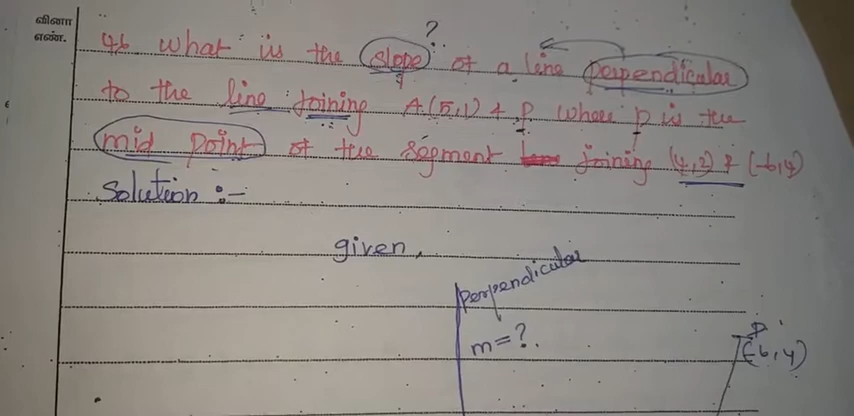 வினா
எண்.
?
46 What is the slope of a line perpendicular
to the line joining A(5,1) & P where P is the
mid point of the segment joining (4,2) & (-6,4)
Solution :-
given,
perpendicular
m=?.
P
(-6,4)